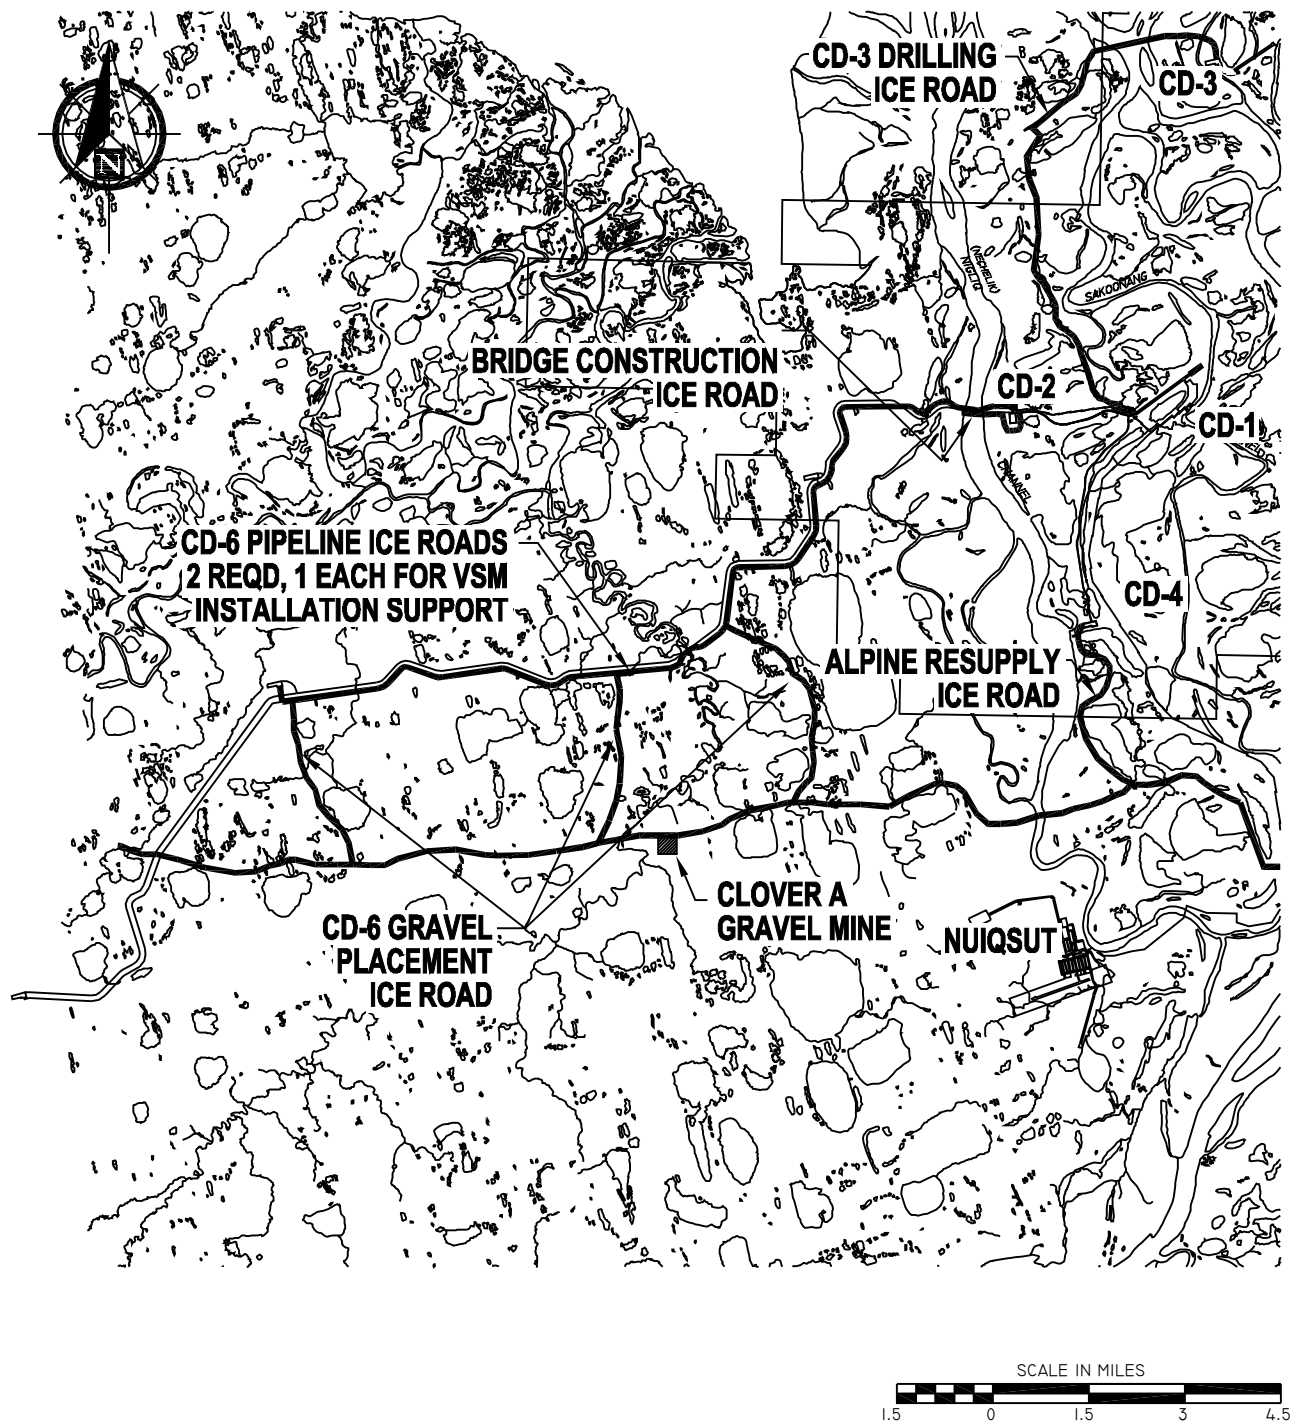 CD-3 DRILLING
ICE ROAD
CD-3
N
(NECHELIK)
NIGLIQ
SAKOONANG
BRIDGE CONSTRUCTION
ICE ROAD
CD-2
CD-1
CHANNEL
CD-6 PIPELINE ICE ROADS
2 REQD, 1 EACH FOR VSM
INSTALLATION SUPPORT
CD-4
ALPINE RESUPPLY
ICE ROAD
CLOVER A
GRAVEL MINE
CD-6 GRAVEL
PLACEMENT
ICE ROAD
NUIQSUT
SCALE IN MILES
1.5 0 1.5 3 4.5